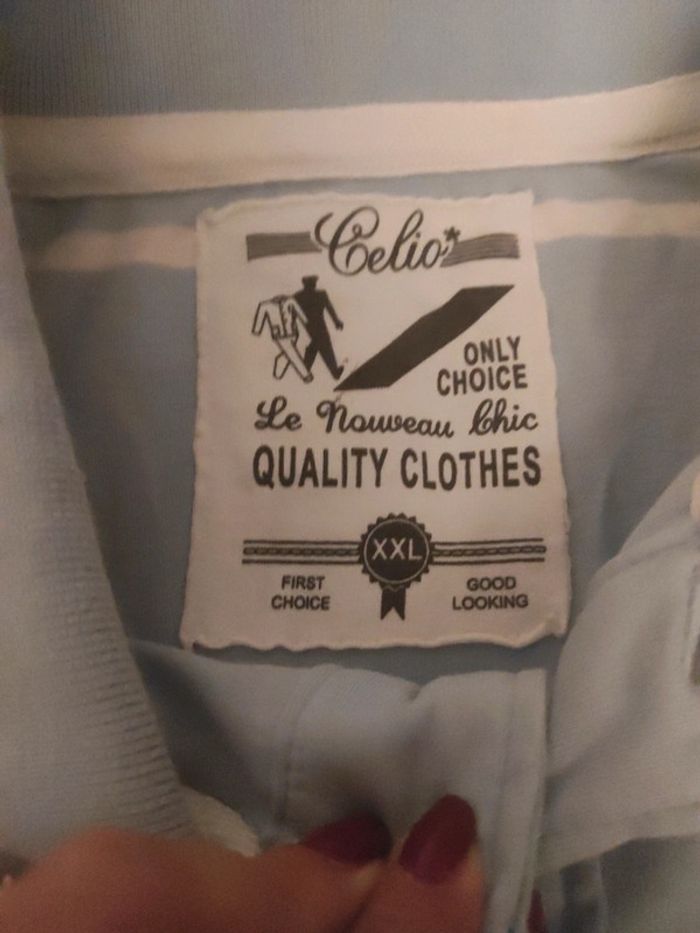 Celio*
ONLY
CHOICE
Le Nouveau Chic
QUALITY CLOTHES
XXL
FIRST
CHOICE
GOOD
LOOKING